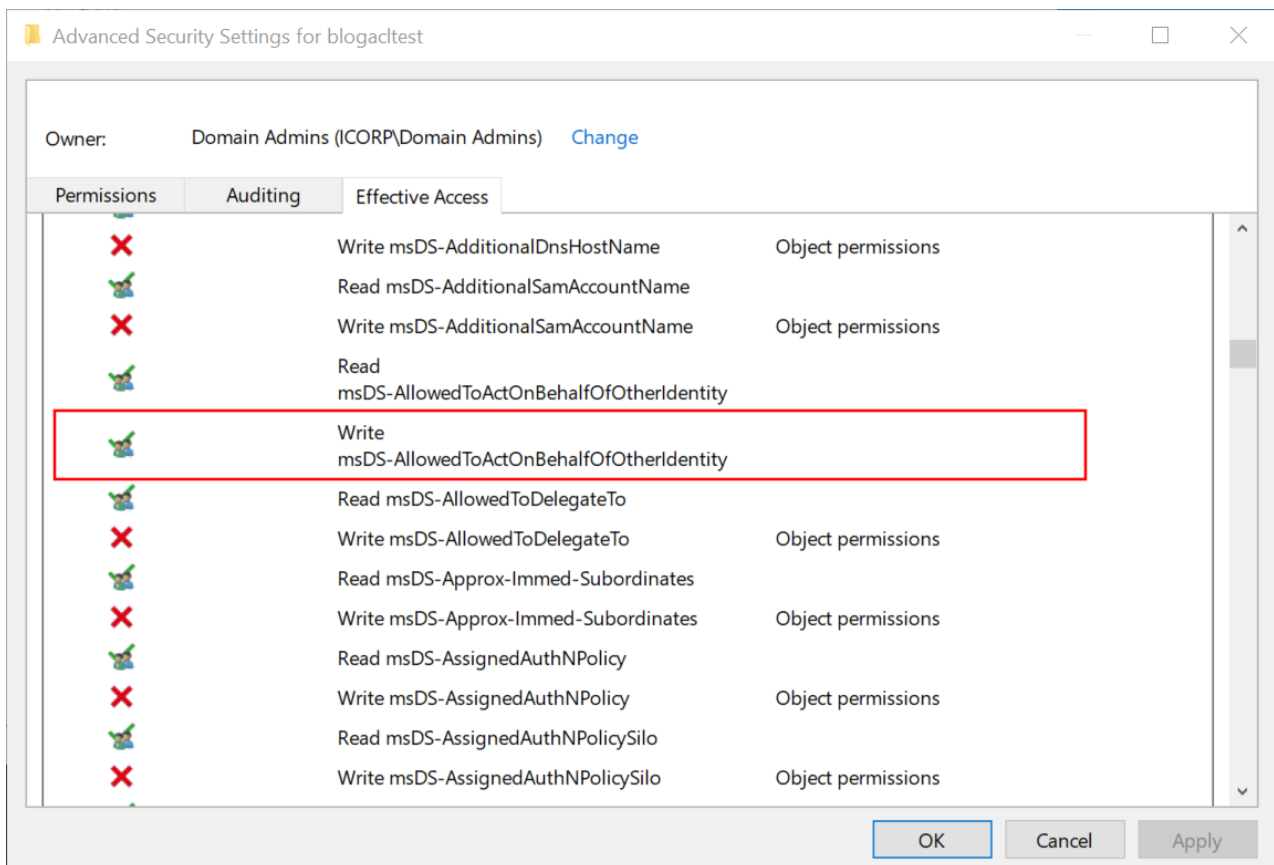 Advanced Security Settings for blogacltest
Owner: Domain Admins (ICORP\Domain Admins) Change
Permissions Auditing Effective Access
Write msDS-AdditionalDnsHostName Object permissions
Read msDS-AdditionalSamAccountName
Write msDS-AdditionalSamAccountName Object permissions
Read
msDS-AllowedToActOnBehalfOfOtherIdentity
Write
msDS-AllowedToActOnBehalfOfOtherIdentity
Read msDS-AllowedToDelegateTo
Write msDS-AllowedToDelegateTo Object permissions
Read msDS-Approx-Immed-Subordinates
Write msDS-Approx-Immed-Subordinates Object permissions
Read msDS-AssignedAuthNPolicy
Write msDS-AssignedAuthNPolicy Object permissions
Read msDS-AssignedAuthNPolicySilo
Write msDS-AssignedAuthNPolicySilo Object permissions
OK Cancel Apply